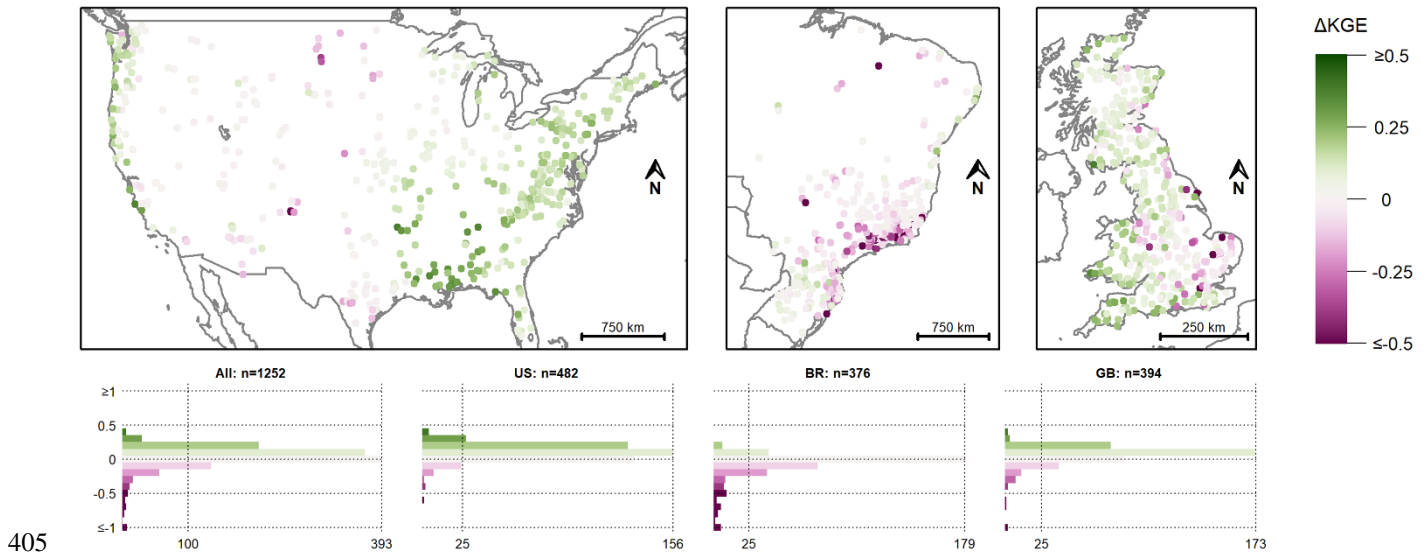 ΔKGE
≥0.5
0.25
0
-0.25
≤-0.5
N
750 km
N
750 km
N
250 km
All: n=1252
US: n=482
BR: n=376
GB: n=394
≥1
0.5
0
-0.5
≤-1
405
100
393
25
156
25
179
25
173